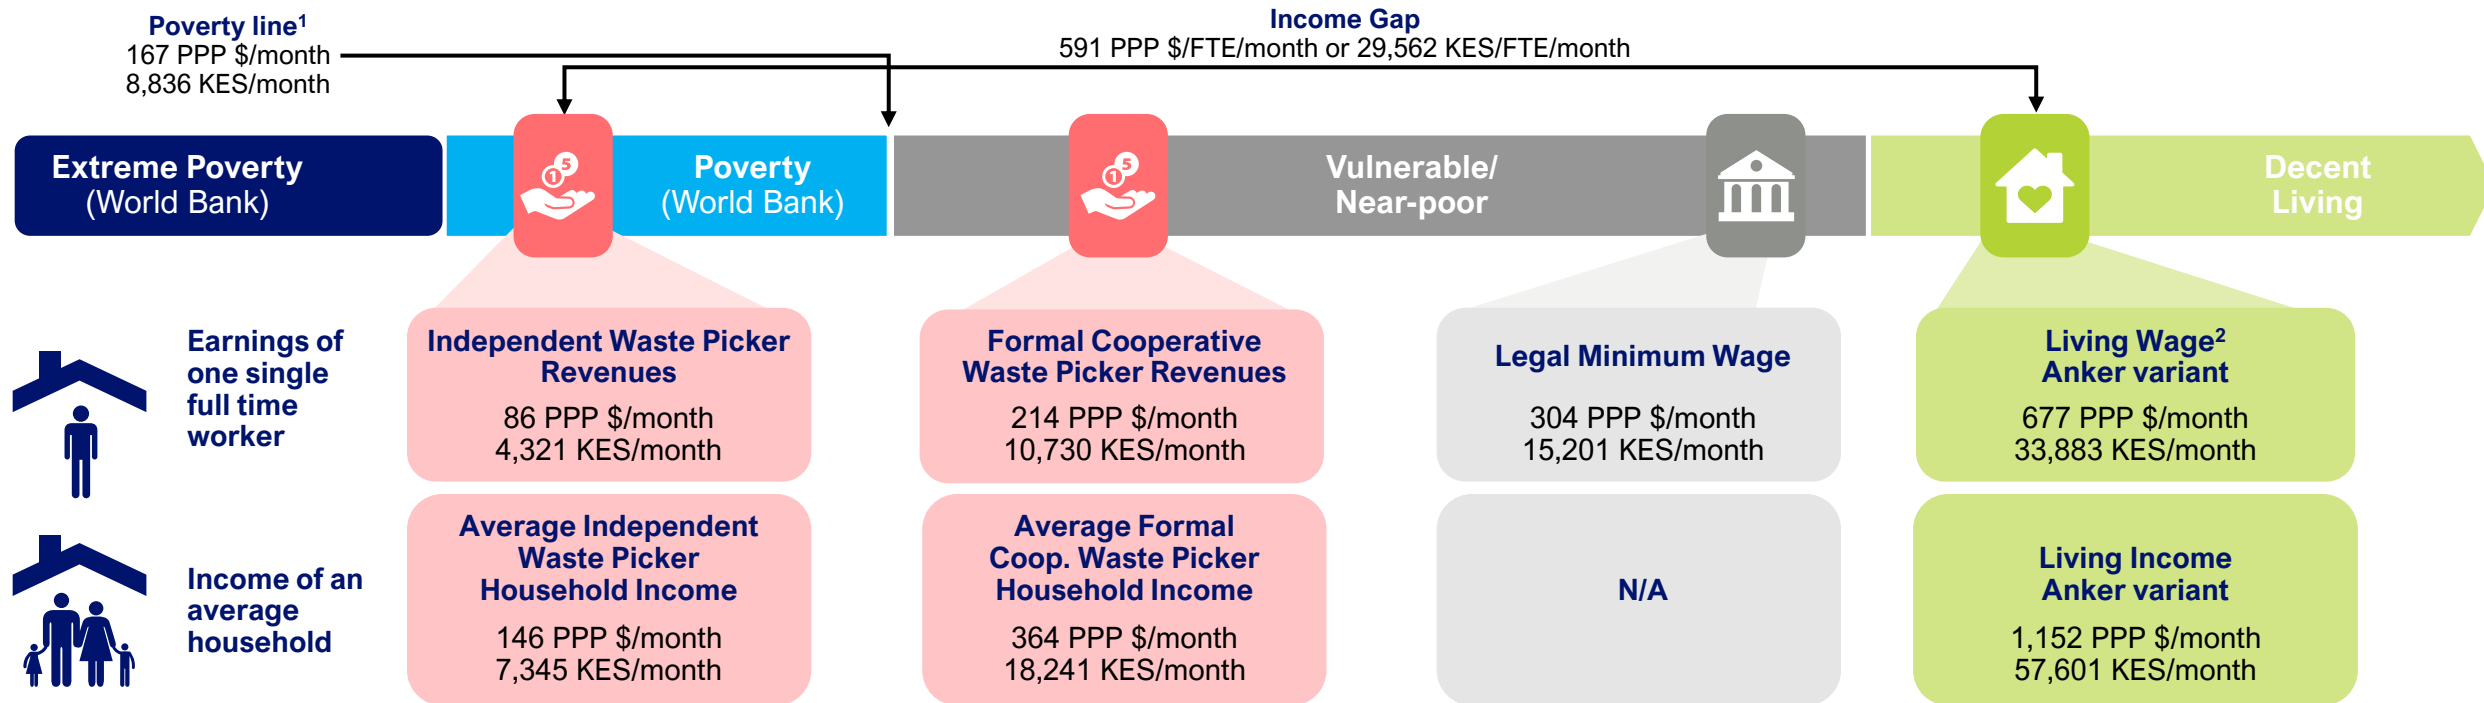 Poverty line¹
167 PPP $/month
8,836 KES/month
Income Gap
591 PPP $/FTE/month or 29,562 KES/FTE/month
Extreme Poverty
(World Bank)
1 5
Poverty
(World Bank)
1 5
Vulnerable/
Near-poor
Decent
Living
Earnings of
one single
full time
worker
Independent Waste Picker
Revenues
86 PPP $/month
4,321 KES/month
Formal Cooperative
Waste Picker Revenues
214 PPP $/month
10,730 KES/month
Legal Minimum Wage
304 PPP $/month
15,201 KES/month
Living Wage²
Anker variant
677 PPP $/month
33,883 KES/month
Income of an
average
household
Average Independent
Waste Picker
Household Income
146 PPP $/month
7,345 KES/month
Average Formal
Coop. Waste Picker
Household Income
364 PPP $/month
18,241 KES/month
N/A
Living Income
Anker variant
1,152 PPP $/month
57,601 KES/month